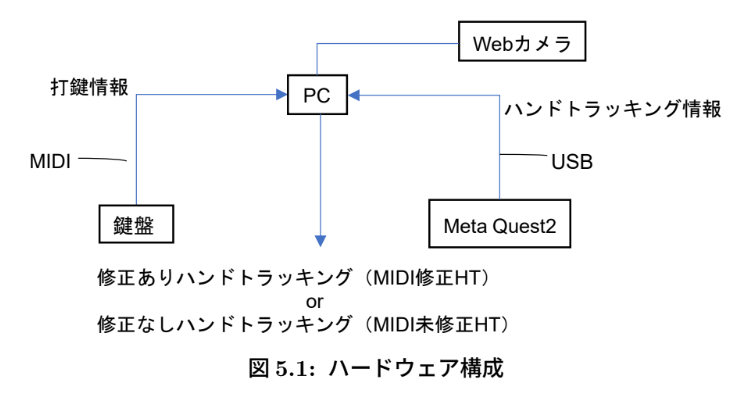 Webカメラ
打鍵情報
PC
ハンドトラッキング情報
MIDI
USB
鍵盤
Meta Quest2
修正ありハンドトラッキング（MIDI修正HT）
or
修正なしハンドトラッキング（MIDI未修正HT）
図 5.1: ハードウェア構成